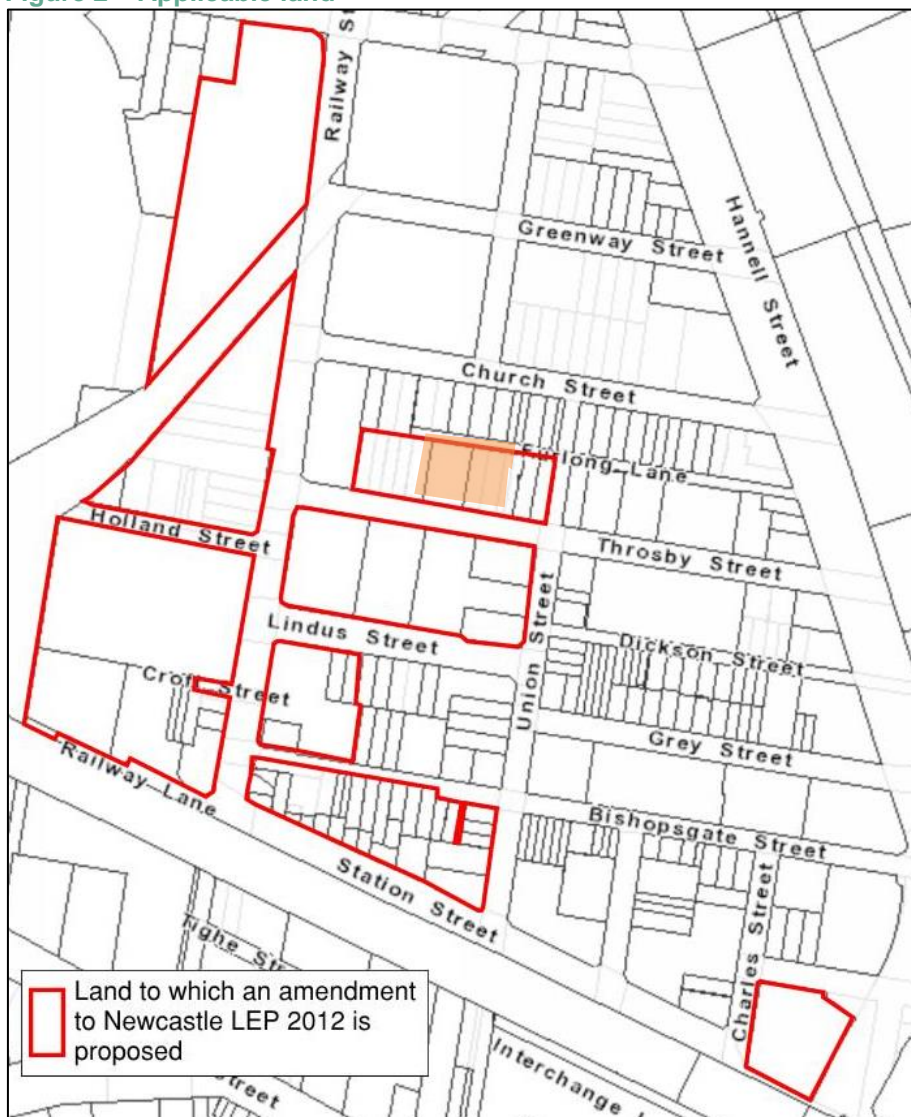 Figure 2 – Applicable land
Railway St
Hannell Street
Greenway Street
Church Street
Furlong Lane
Holland Street
Throsby Street
Lindus Street
Union Street
Dickson Street
Croft Street
Grey Street
Railway Lane
Bishopsgate Street
Station Street
Charles Street
Tighe Str
Land to which an amendment
to Newcastle LEP 2012 is
proposed
Interchange
Street